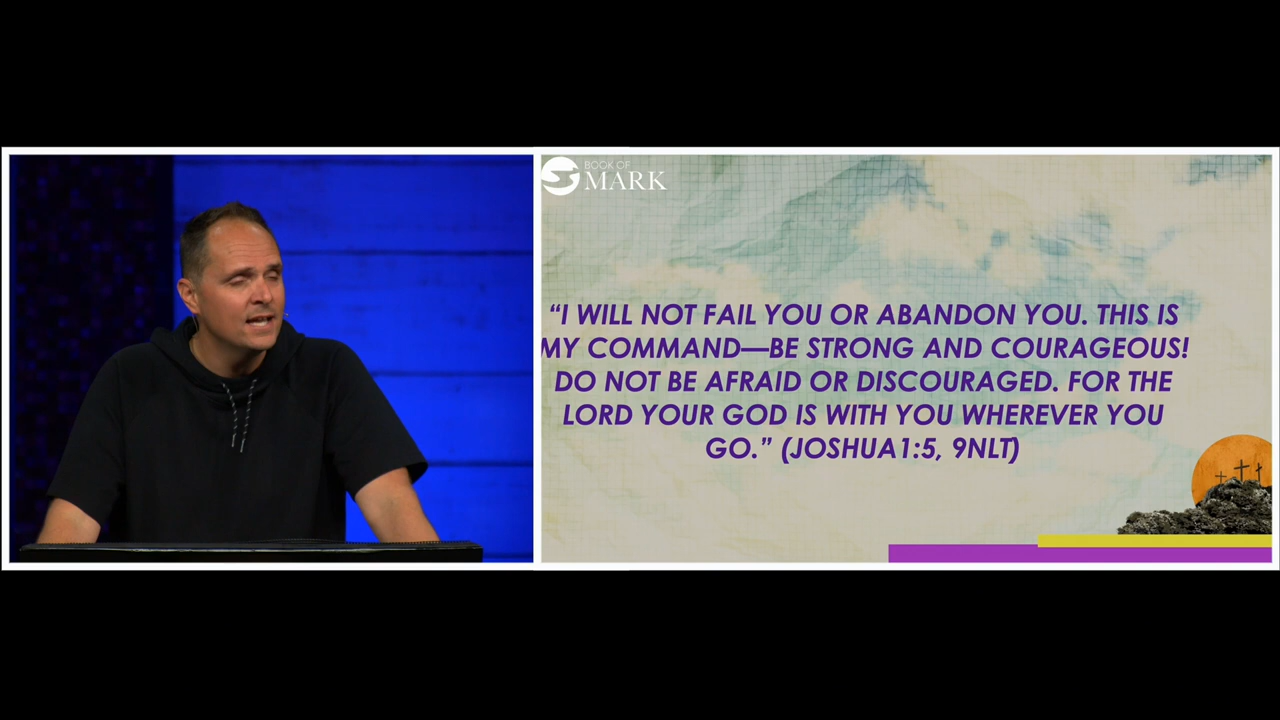 BOOK OF
MARK
“I WILL NOT FAIL YOU OR ABANDON YOU. THIS IS
MY COMMAND—BE STRONG AND COURAGEOUS!
DO NOT BE AFRAID OR DISCOURAGED. FOR THE
LORD YOUR GOD IS WITH YOU WHEREVER YOU
GO.” (JOSHUA1:5, 9NLT)